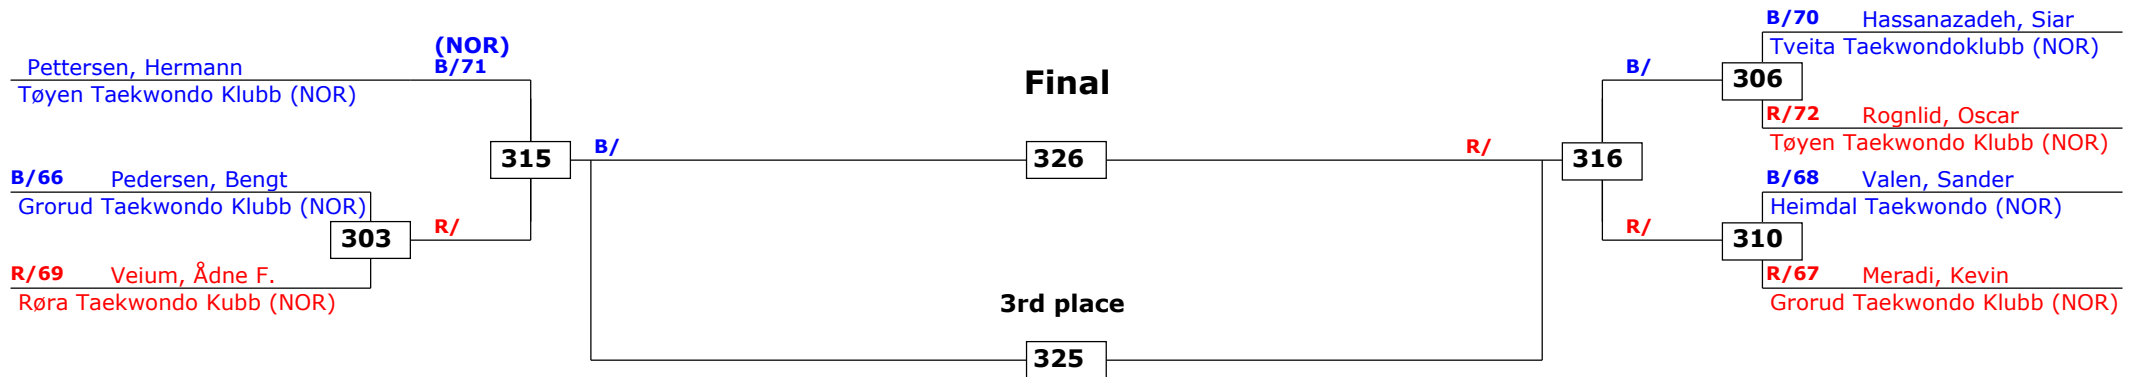 (NOR)
Pettersen, Hermann B/71
Tøyen Taekwondo Klubb (NOR)
315
B/
B/66 Pedersen, Bengt
Grorud Taekwondo Klubb (NOR)
303
R/
R/69 Veium, Ådne F.
Røra Taekwondo Kubb (NOR)
Final
326
3rd place
325
B/70 Hassanazadeh, Siar
Tveita Taekwondoklubb (NOR)
B/
306
R/72 Rognlid, Oscar
Tøyen Taekwondo Klubb (NOR)
R/
316
B/68 Valen, Sander
Heimdal Taekwondo (NOR)
R/
310
R/67 Meradi, Kevin
Grorud Taekwondo Klubb (NOR)